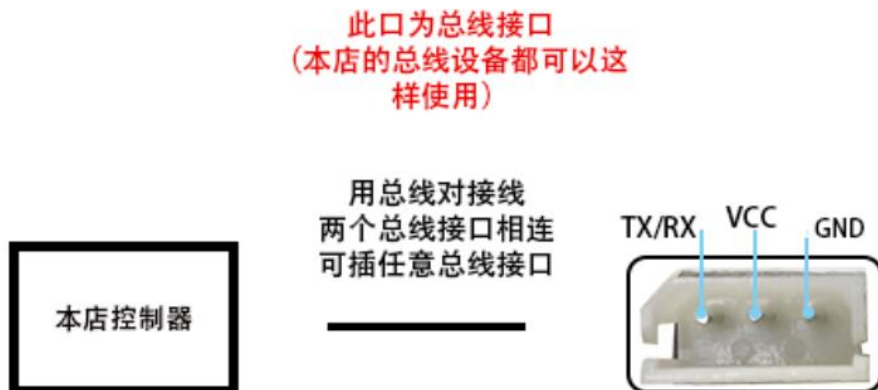 此口为总线接口
（本店的总线设备都可以这
样使用）
用总线对接线
两个总线接口相连
可插任意总线接口
TX/RX VCC GND
本店控制器